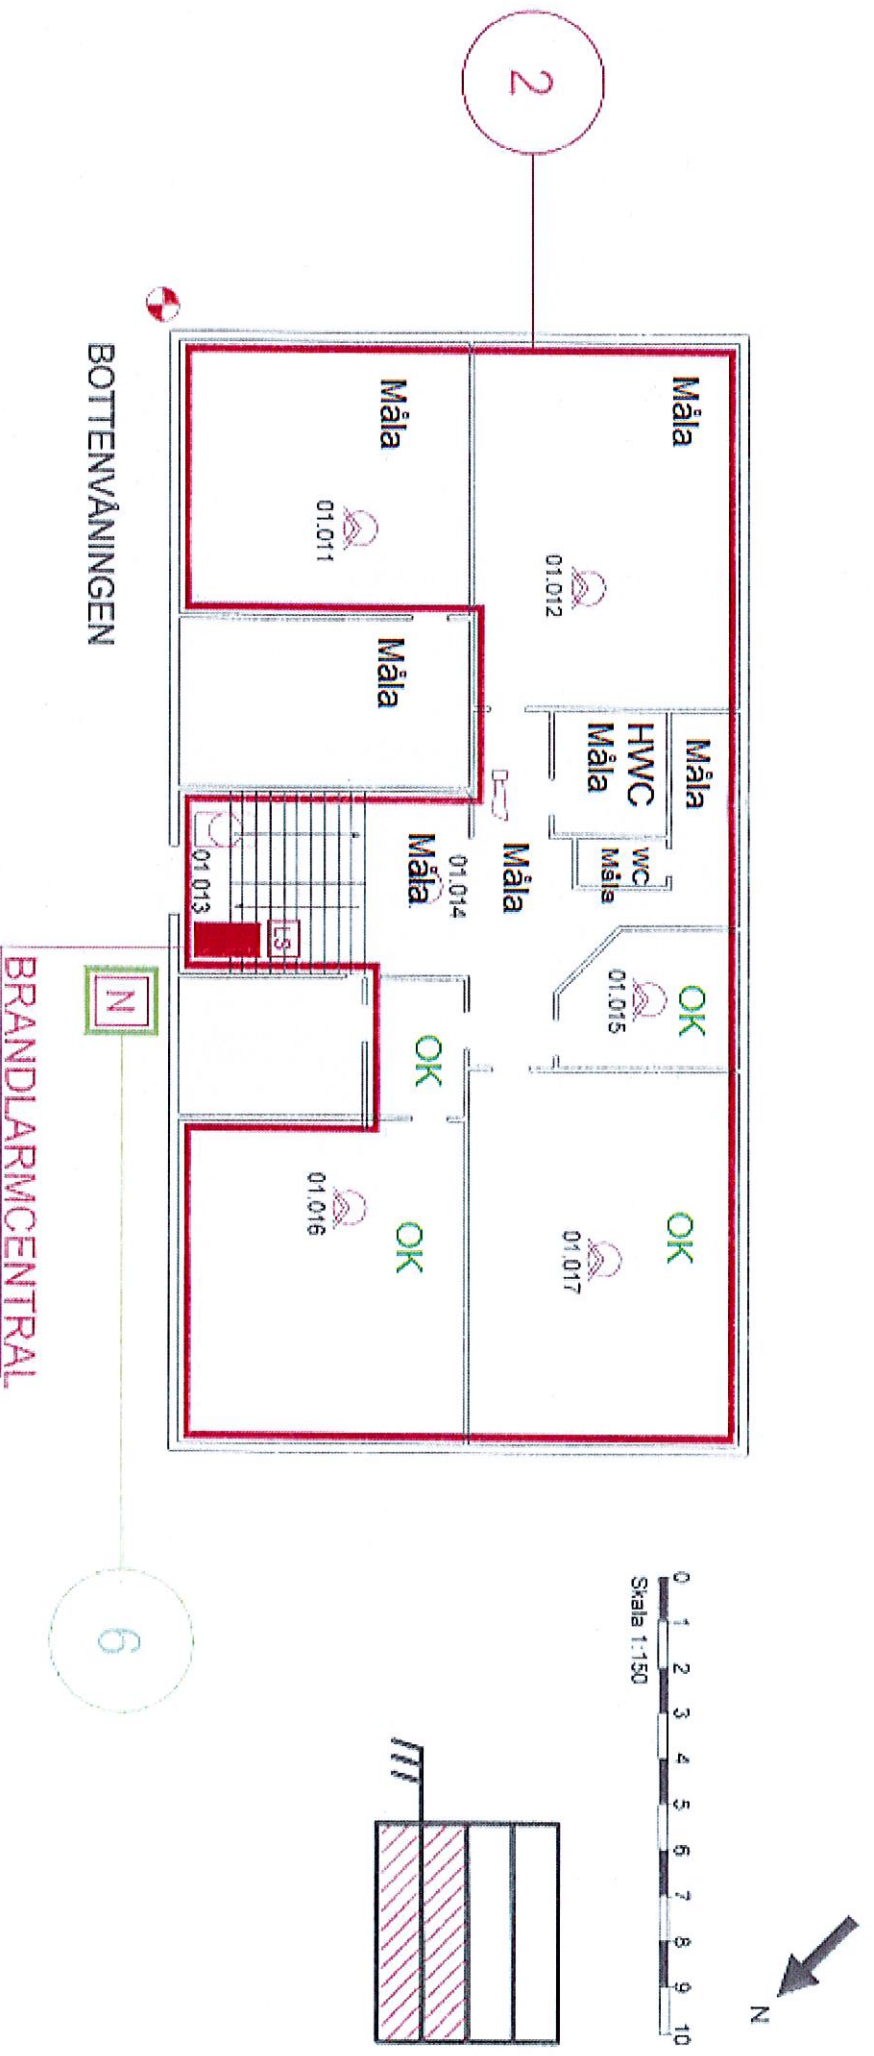 2
Måla
Måla
01.012
01.011
Måla
Måla
HWC
Måla
WC
Måla
Måla
01.014
Måla
01.013
LS
OK
01.015
OK
OK
01.017
OK
01.016
BOTTENVÅNINGEN
N
BRANDLARMCENTRAL
6
0 1 2 3 4 5 6 7 8 9 10
Skala 1:150
N